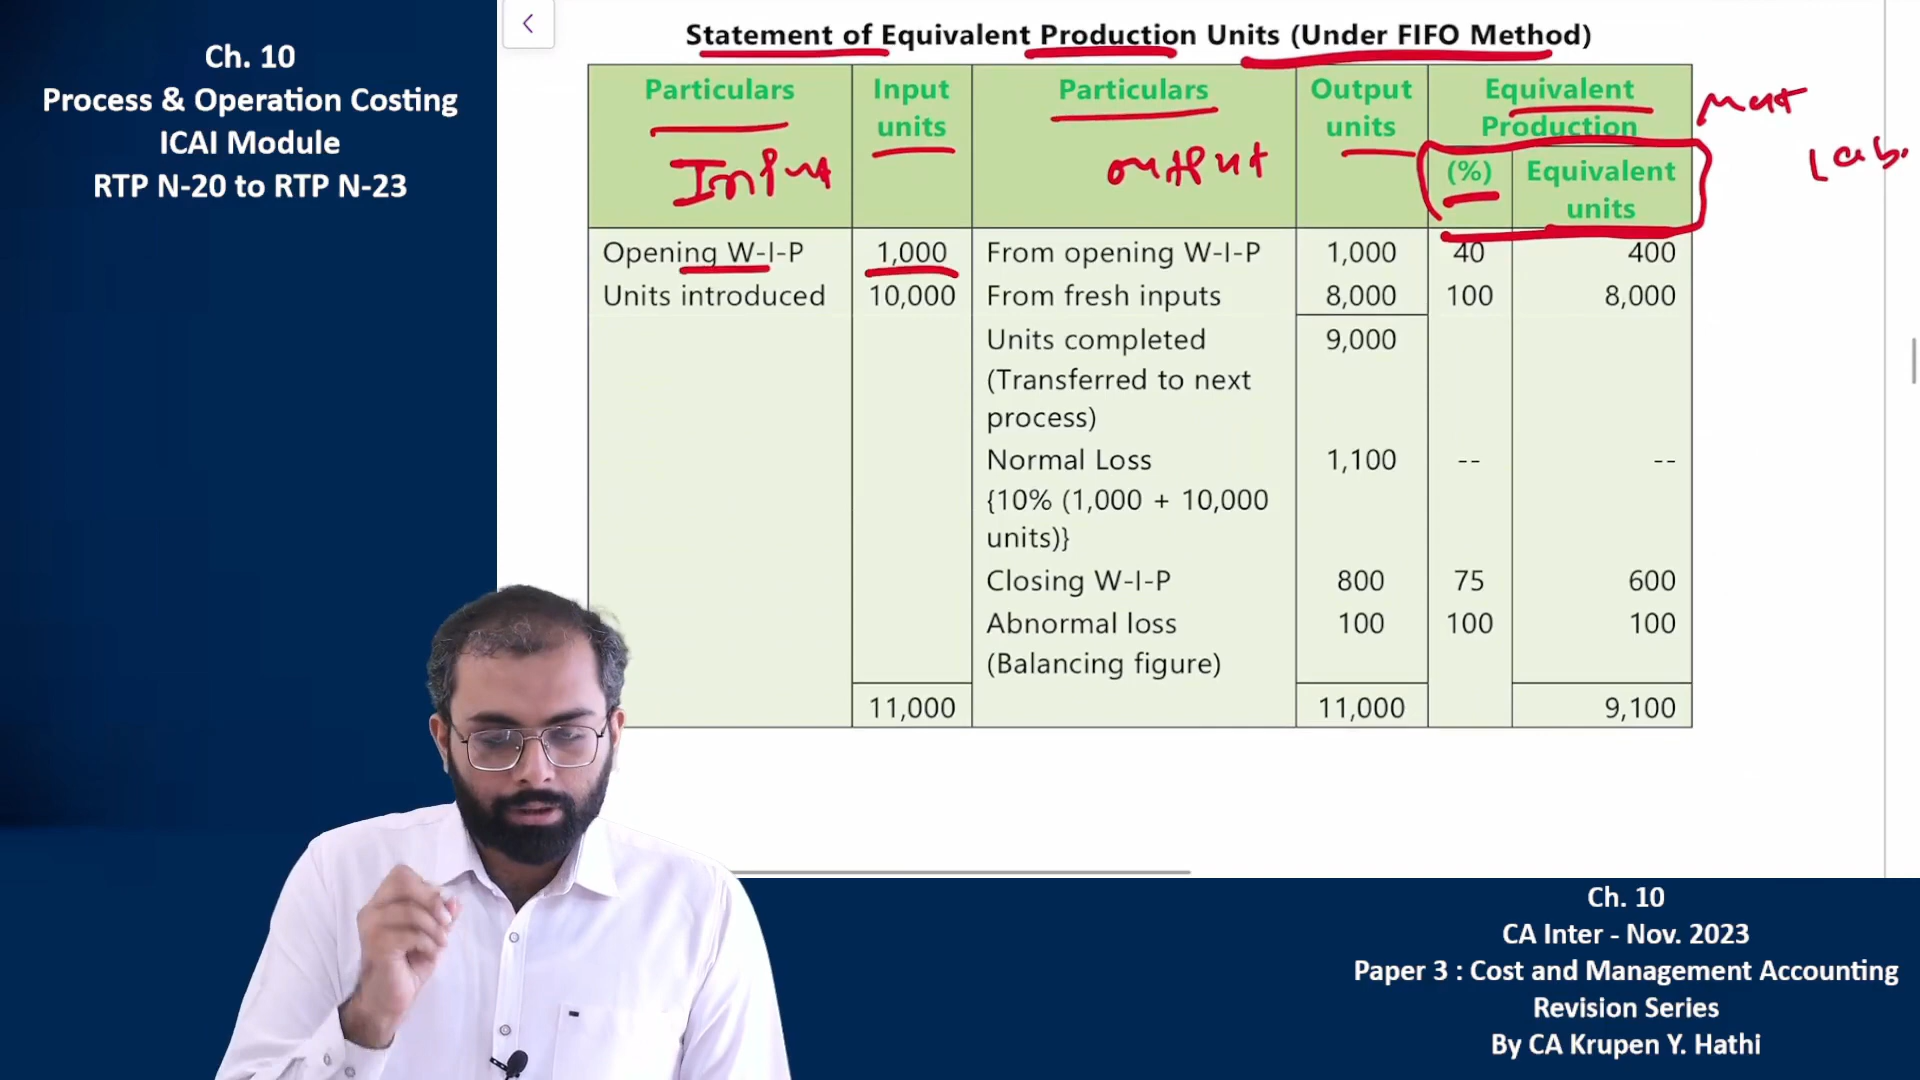 Ch. 10
Process & Operation Costing
ICAI Module
RTP N-20 to RTP N-23
Statement of Equivalent Production Units (Under FIFO Method)
Particulars Input units Particulars Output units Equivalent Production
(%) Equivalent units
Input output
Mat
Lab.
Opening W-I-P 1,000 From opening W-I-P 1,000 40 400
Units introduced 10,000 From fresh inputs 8,000 100 8,000
Units completed 9,000
(Transferred to next
process)
Normal Loss 1,100 -- --
{10% (1,000 + 10,000
units)}
Closing W-I-P 800 75 600
Abnormal loss 100 100 100
(Balancing figure)
11,000 11,000 9,100
Ch. 10
CA Inter - Nov. 2023
Paper 3 : Cost and Management Accounting
Revision Series
By CA Krupen Y. Hathi